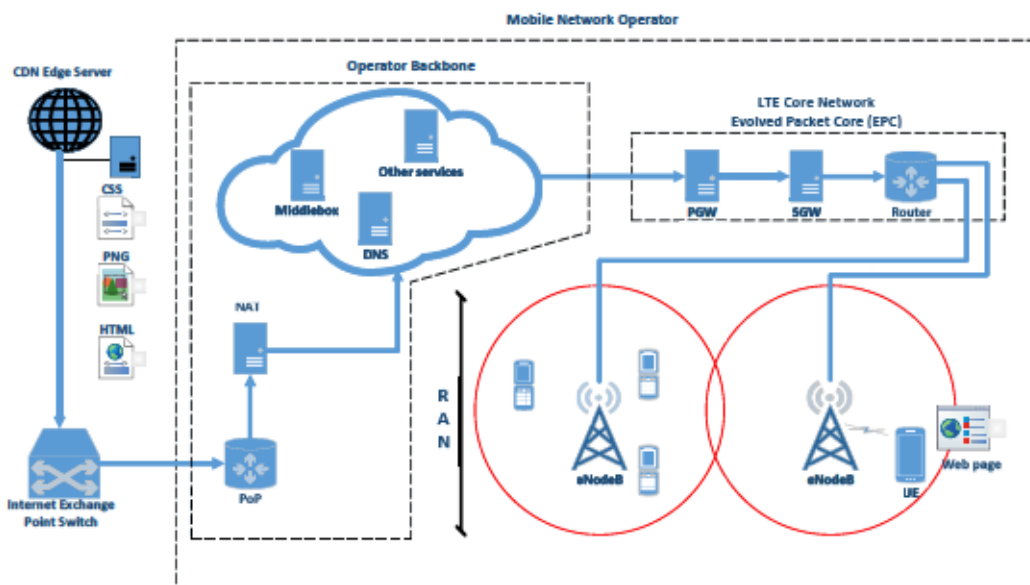 Mobile Network Operator
CDN Edge Server
Operator Backbone
LTE Core Network
Evolved Packet Core (EPC)
Other services
Middlebox
DNS
PGW
SGW
Router
CSS
PNG
HTML
NAT
PoP
Internet Exchange
Point Switch
R
A
N
eNodeB
eNodeB
UE
Web page